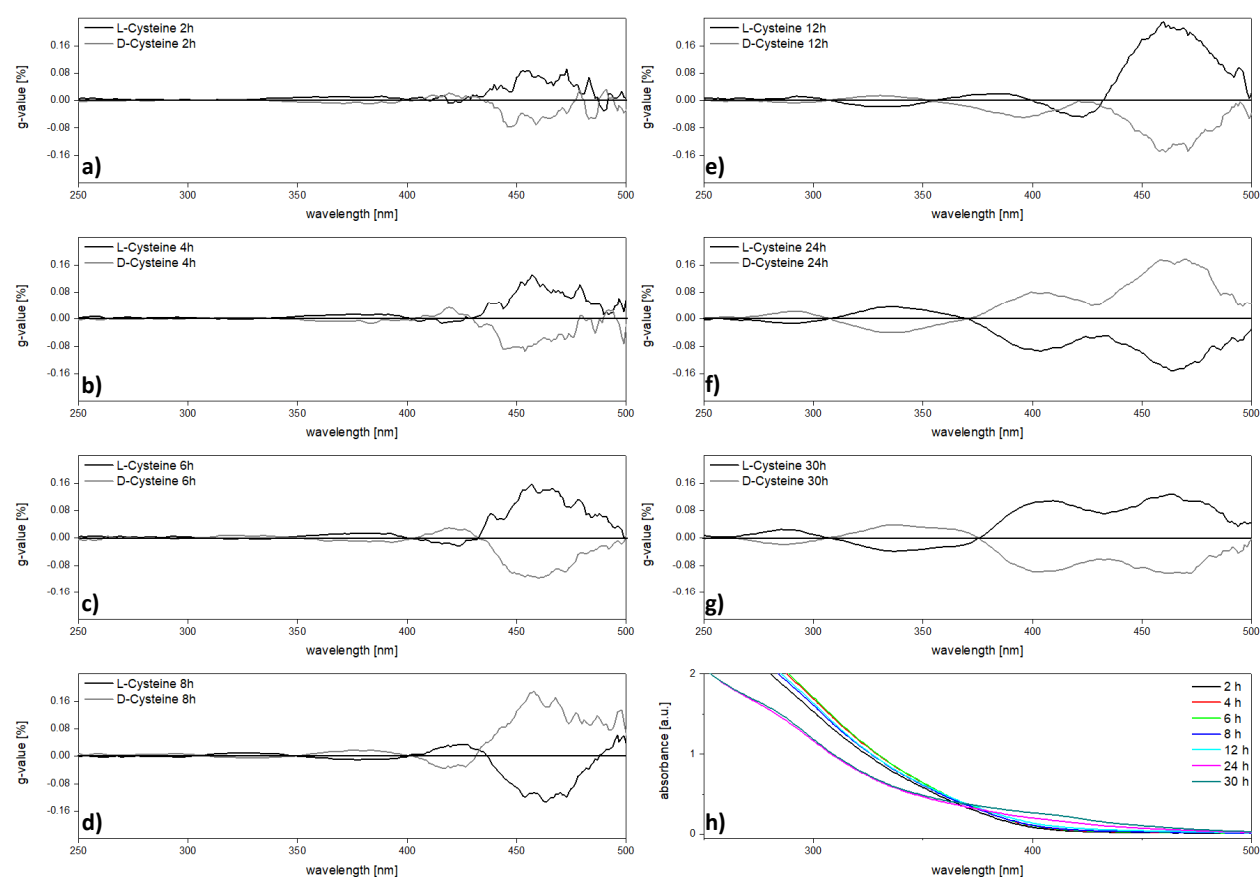 L-Cysteine 2h
D-Cysteine 2h
g-value [%]
0.16
0.08
0.00
-0.08
-0.16
a)
250 300 350 400 450 500
wavelength [nm]
L-Cysteine 4h
D-Cysteine 4h
g-value [%]
0.16
0.08
0.00
-0.08
-0.16
b)
250 300 350 400 450 500
wavelength [nm]
L-Cysteine 6h
D-Cysteine 6h
g-value [%]
0.16
0.08
0.00
-0.08
-0.16
c)
250 300 350 400 450 500
wavelength [nm]
L-Cysteine 8h
D-Cysteine 8h
g-value [%]
0.16
0.08
0.00
-0.08
-0.16
d)
250 300 350 400 450 500
wavelength [nm]
L-Cysteine 12h
D-Cysteine 12h
g-value [%]
0.16
0.08
0.00
-0.08
-0.16
e)
250 300 350 400 450 500
wavelength [nm]
L-Cysteine 24h
D-Cysteine 24h
g-value [%]
0.16
0.08
0.00
-0.08
-0.16
f)
250 300 350 400 450 500
wavelength [nm]
L-Cysteine 30h
D-Cysteine 30h
g-value [%]
0.16
0.08
0.00
-0.08
-0.16
g)
250 300 350 400 450 500
wavelength [nm]
2 h
4 h
6 h
8 h
12 h
24 h
30 h
absorbance [a.u.]
2
1
0
h)
250 300 350 400 450 500
wavelength [nm]